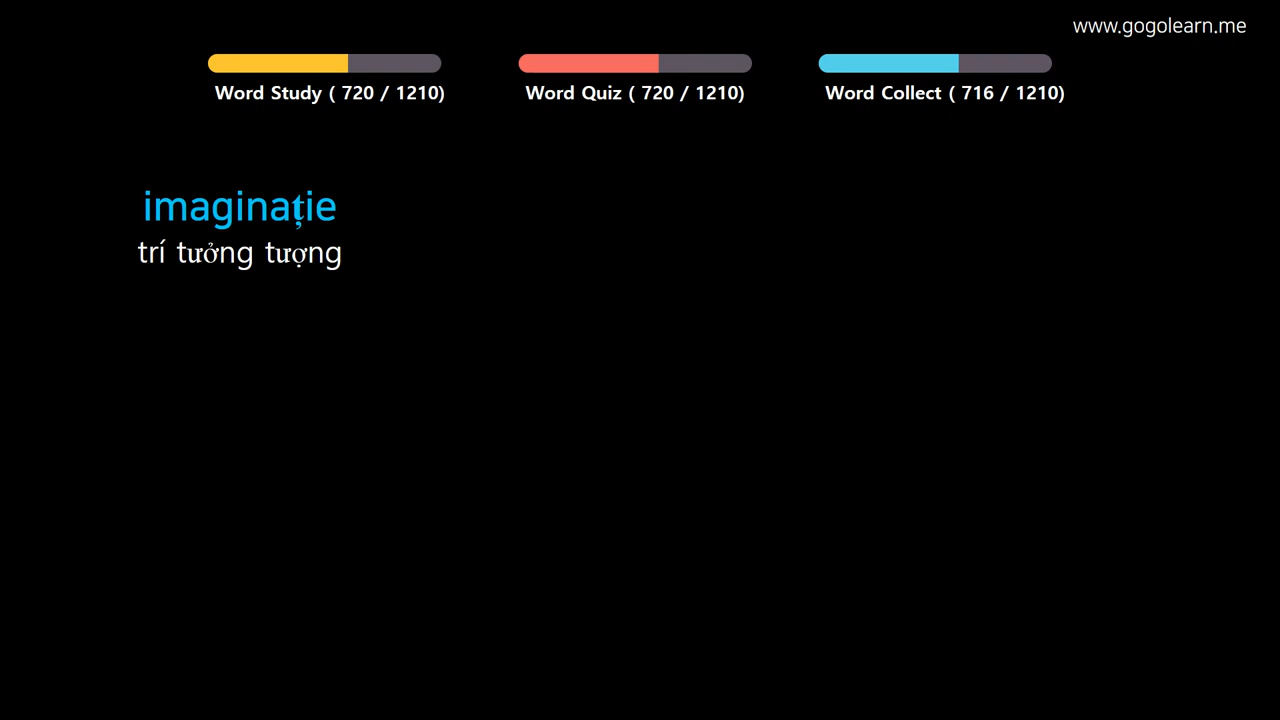 www.gogolearn.me
Word Study ( 720 / 1210)
Word Quiz ( 720 / 1210)
Word Collect ( 716 / 1210)
imaginație
trí tưởng tượng